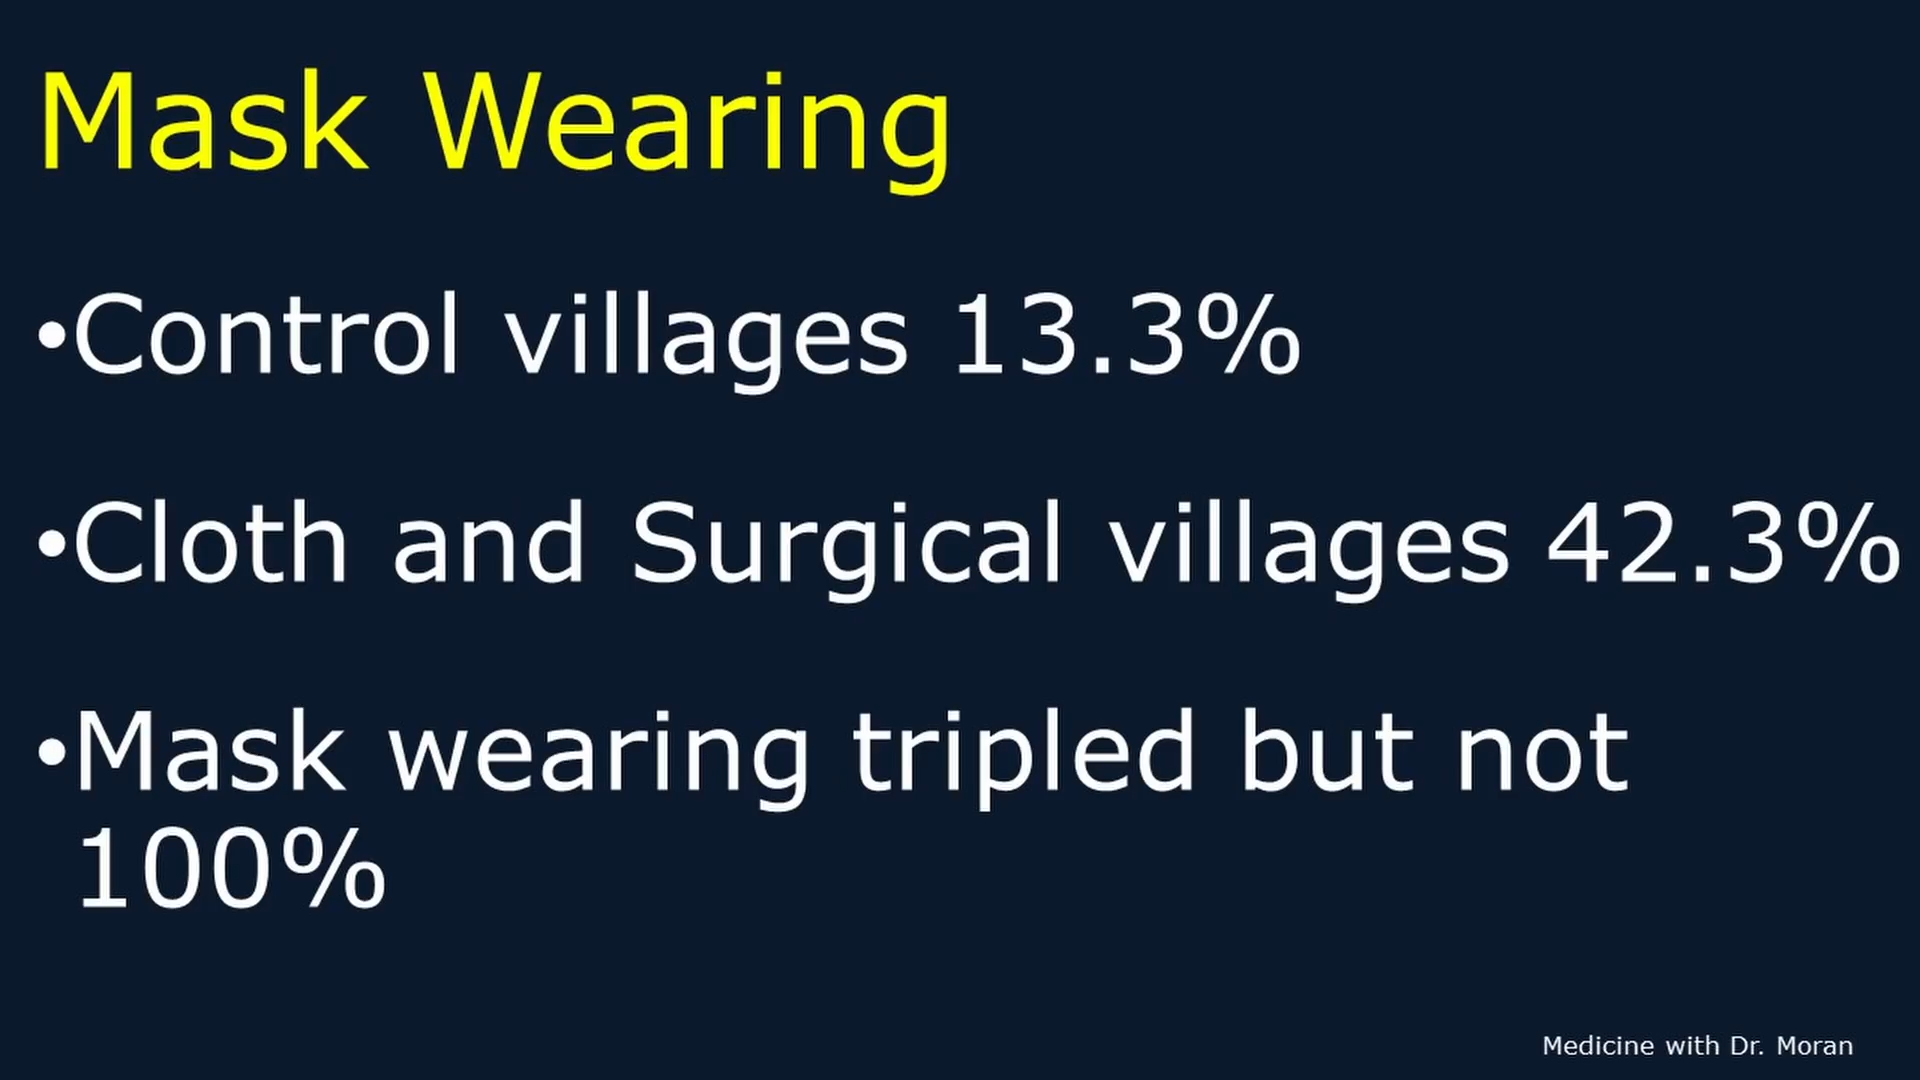 Mask Wearing
•Control villages 13.3%
•Cloth and Surgical villages 42.3%
•Mask wearing tripled but not
100%
Medicine with Dr. Moran